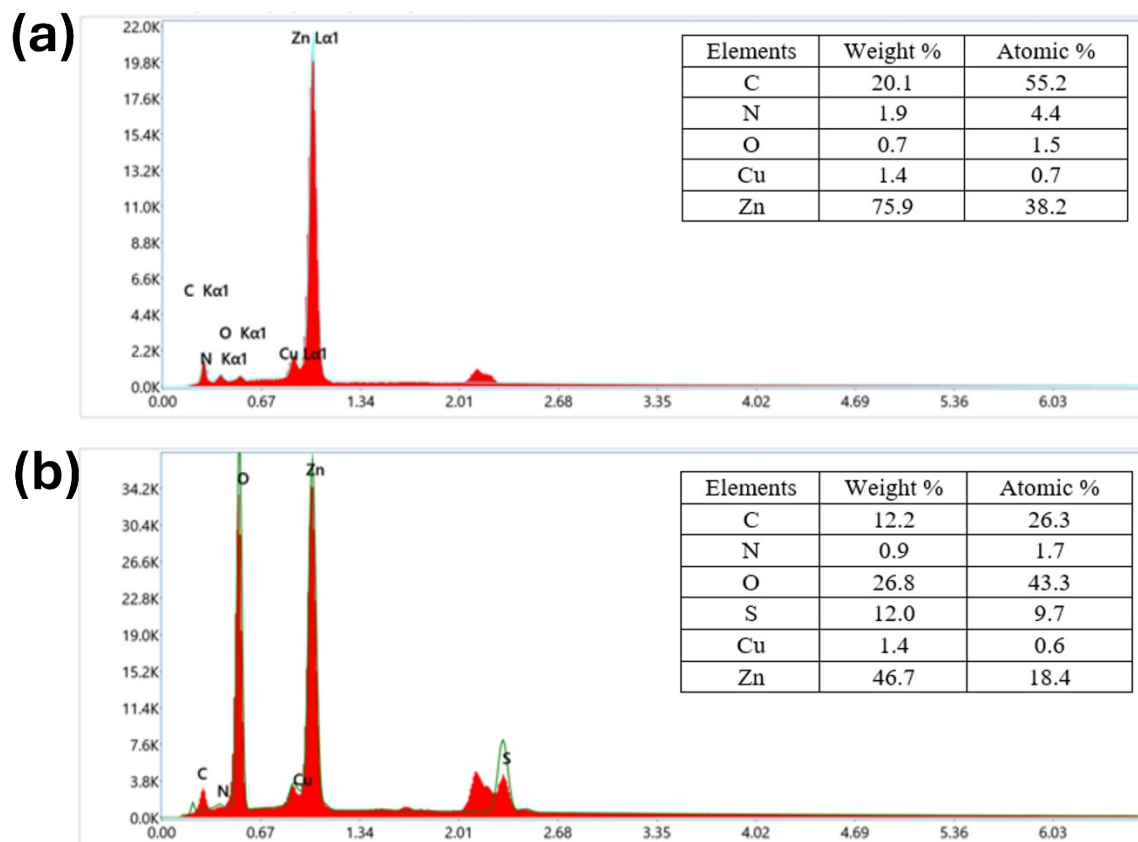 (a)
22.0K
19.8K
17.6K
15.4K
13.2K
11.0K
8.8K
6.6K
4.4K
2.2K
0.0K
Zn Lα1
C Kα1
O Kα1
N Kα1
Cu Lα1
0.00 0.67 1.34 2.01 2.68 3.35 4.02 4.69 5.36 6.03
Elements Weight % Atomic %
C 20.1 55.2
N 1.9 4.4
O 0.7 1.5
Cu 1.4 0.7
Zn 75.9 38.2
(b)
34.2K
30.4K
26.6K
22.8K
19.0K
15.2K
11.4K
7.6K
3.8K
0.0K
O
Zn
C
N
Cu
S
0.00 0.67 1.34 2.01 2.68 3.35 4.02 4.69 5.36 6.03
Elements Weight % Atomic %
C 12.2 26.3
N 0.9 1.7
O 26.8 43.3
S 12.0 9.7
Cu 1.4 0.6
Zn 46.7 18.4